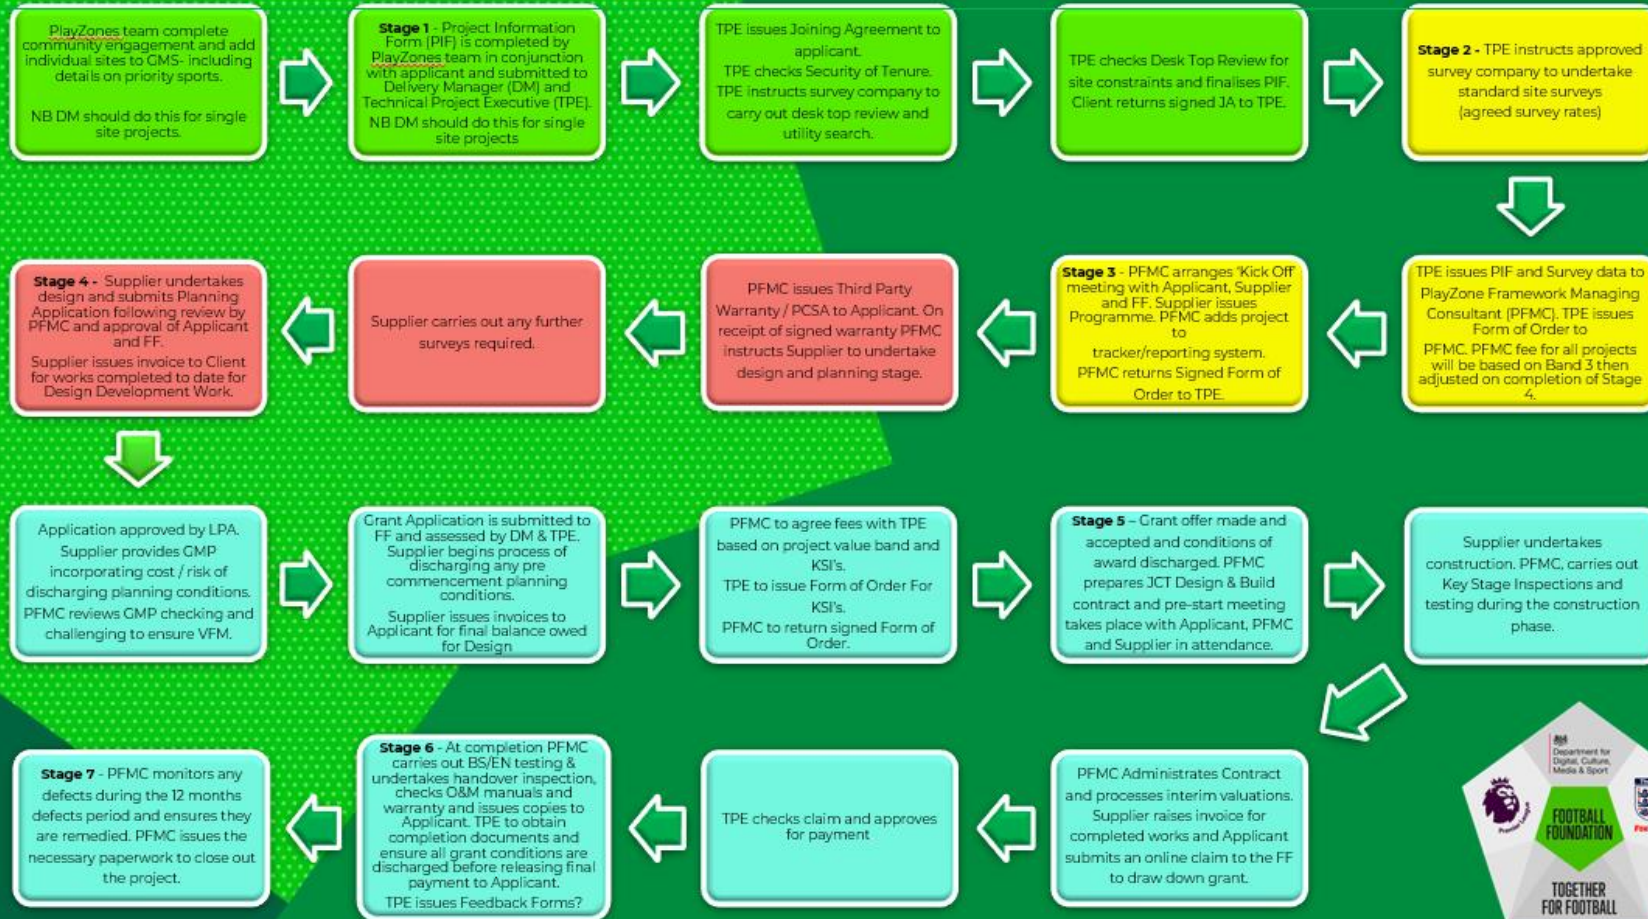 PlayZones team complete
community engagement and add
individual sites to GMS- including
details on priority sports.
NB DM should do this for single
site projects.
Stage 1 - Project Information
Form (PIF) is completed by
PlayZones team in conjunction
with applicant and submitted to
Delivery Manager (DM) and
Technical Project Executive (TPE).
NB DM should do this for single
site projects
TPE issues Joining Agreement to
applicant.
TPE checks Security of Tenure.
TPE instructs survey company to
carry out desk top review and
utility search.
TPE checks Desk Top Review for
site constraints and finalises PIF.
Client returns signed JA to TPE.
Stage 2 - TPE instructs approved
survey company to undertake
standard site surveys
(agreed survey rates)
TPE issues PIF and Survey data to
PlayZone Framework Managing
Consultant (PFMC). TPE issues
Form of Order to
PFMC. PFMC fee for all projects
will be based on Band 3 then
adjusted on completion of Stage
4.
Stage 3 - PFMC arranges 'Kick Off'
meeting with Applicant, Supplier
and FF. Supplier issues
Programme. PFMC adds project
to
tracker/reporting system.
PFMC returns Signed Form of
Order to TPE.
PFMC issues Third Party
Warranty / PCSA to Applicant. On
receipt of signed warranty PFMC
instructs Supplier to undertake
design and planning stage.
Supplier carries out any further
surveys required.
Stage 4 - Supplier undertakes
design and submits Planning
Application following review by
PFMC and approval of Applicant
and FF.
Supplier issues invoice to Client
for works completed to date for
Design Development Work.
Application approved by LPA.
Supplier provides GMP
incorporating cost / risk of
discharging planning conditions.
PFMC reviews GMP checking and
challenging to ensure VFM.
Grant Application is submitted to
FF and assessed by DM & TPE.
Supplier begins process of
discharging any pre
commencement planning
conditions.
Supplier issues invoices to
Applicant for final balance owed
for Design
PFMC to agree fees with TPE
based on project value band and
KSI's.
TPE to issue Form of Order For
KSI's.
PFMC to return signed Form of
Order.
Stage 5 – Grant offer made and
accepted and conditions of
award discharged. PFMC
prepares JCT Design & Build
contract and pre-start meeting
takes place with Applicant, PFMC
and Supplier in attendance.
Supplier undertakes
construction. PFMC, carries out
Key Stage Inspections and
testing during the construction
phase.
PFMC Administrates Contract
and processes interim valuations.
Supplier raises invoice for
completed works and Applicant
submits an online claim to the FF
to draw down grant.
TPE checks claim and approves
for payment
Stage 6 - At completion PFMC
carries out BS/EN testing &
undertakes handover inspection,
checks O&M manuals and
warranty and issues copies to
Applicant. TPE to obtain
completion documents and
ensure all grant conditions are
discharged before releasing final
payment to Applicant.
TPE issues Feedback Forms?
Stage 7 - PFMC monitors any
defects during the 12 months
defects period and ensures they
are remedied. PFMC issues the
necessary paperwork to close out
the project.
Department for
Digital, Culture,
Media & Sport
Premier League
FOOTBALL
FOUNDATION
TOGETHER
FOR FOOTBALL